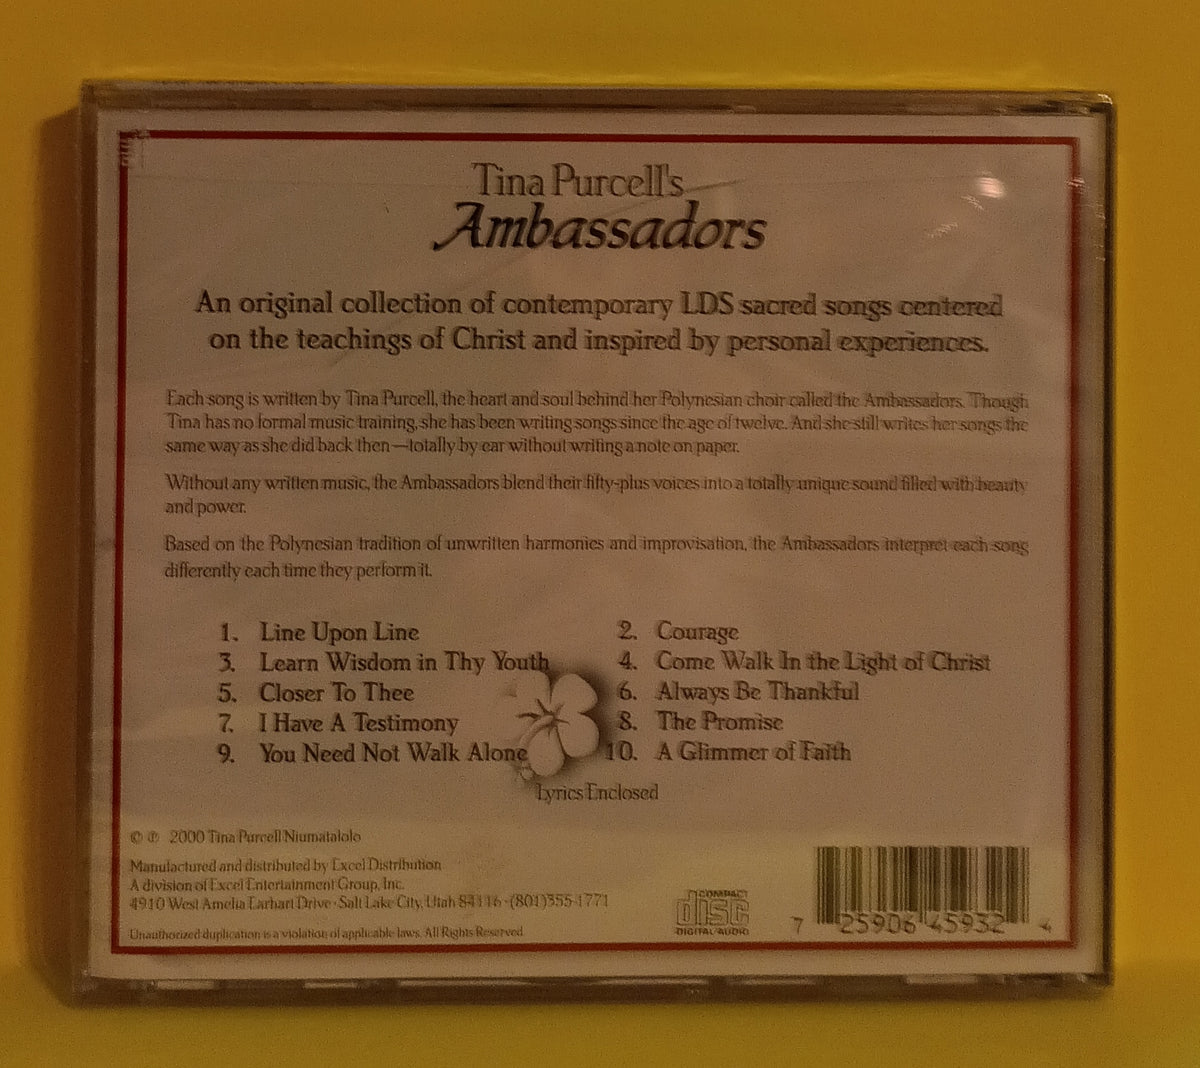 Tina Purcell's
Ambassadors
An original collection of contemporary LDS sacred songs centered
on the teachings of Christ and inspired by personal experiences.
Each song is written by Tina Purcell, the heart and soul behind her Polynesian choir called the Ambassadors. Though
Tina has no formal music training, she has been writing songs since the age of twelve. And she still writes her songs the
same way as she did back then—totally by ear without writing a note on paper.
Without any written music, the Ambassadors blend their fifty-plus voices into a totally unique sound filled with beauty
and power.
Based on the Polynesian tradition of unwritten harmonies and improvisation, the Ambassadors interpret each song
differently each time they perform it.
1. Line Upon Line
2. Courage
3. Learn Wisdom in Thy Youth
4. Come Walk In the Light of Christ
5. Closer To Thee
6. Always Be Thankful
7. I Have A Testimony
8. The Promise
9. You Need Not Walk Alone
10. A Glimmer of Faith
Lyrics Enclosed
© ℗ 2000 Tina Purcell Niumatalolo
Manufactured and distributed by Excel Distribution
A division of Excel Entertainment Group, Inc.
4910 West Amelia Earhart Drive · Salt Lake City, Utah 84116 · (801)355-1771
Unauthorized duplication is a violation of applicable laws. All Rights Reserved
COMPACT
disc
DIGITAL AUDIO
7 25906 45932 4